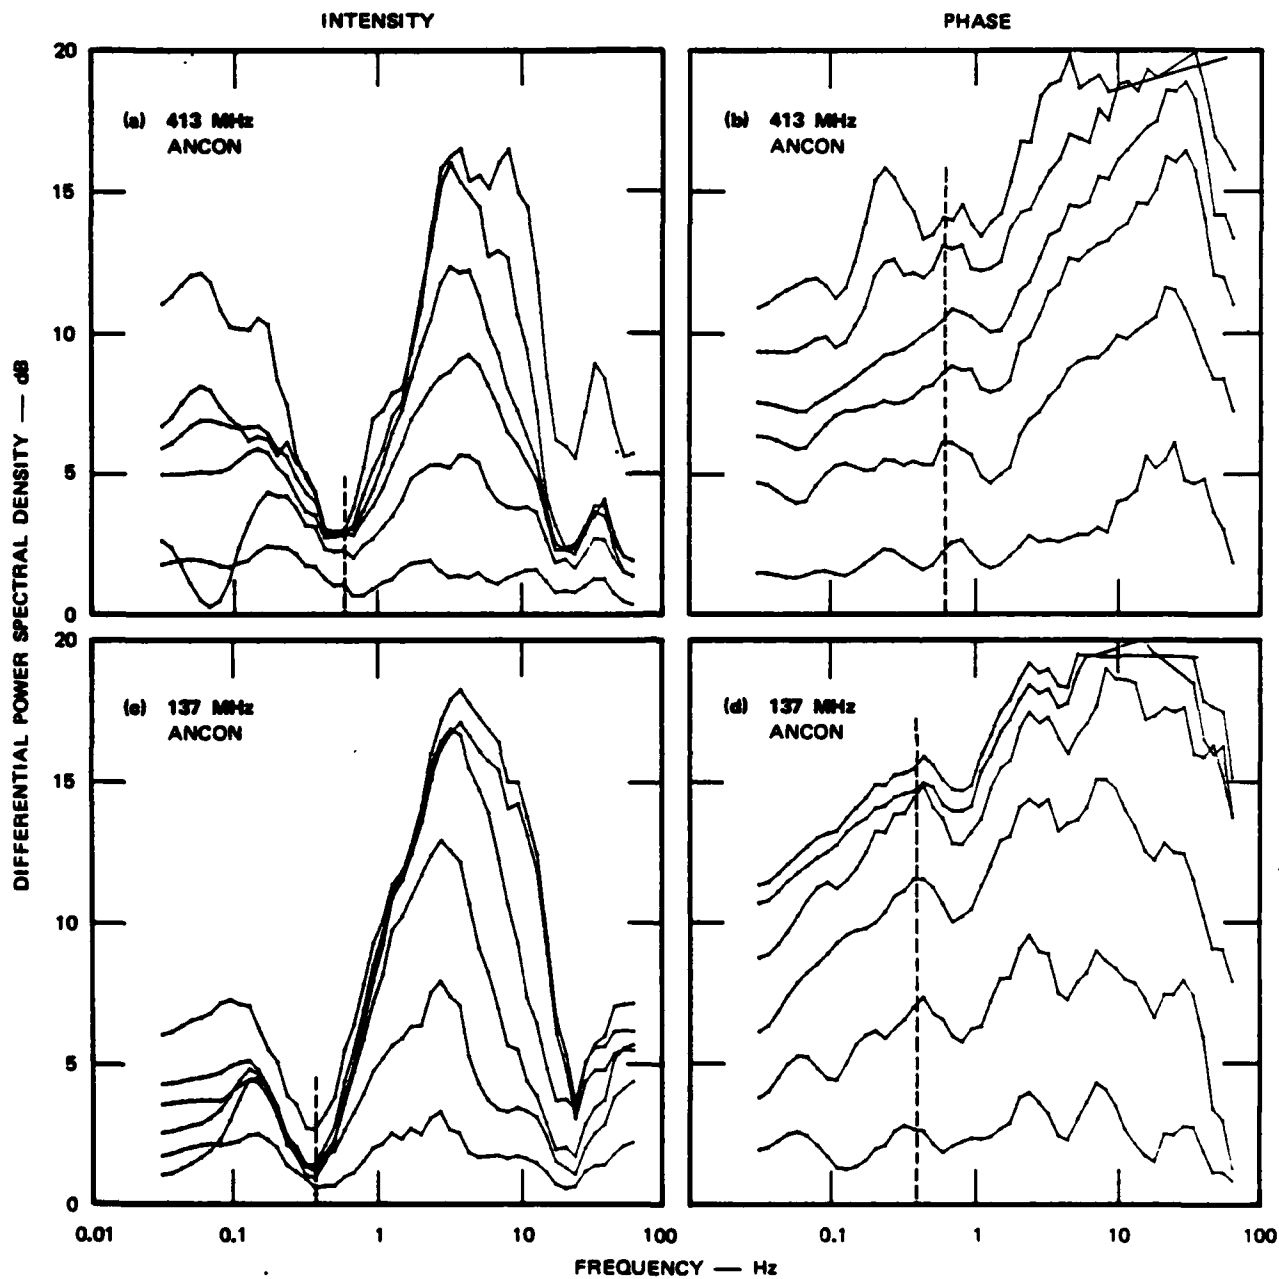 INTENSITY
PHASE
20
15
10
5
0
(a) 413 MHz
ANCON
(b) 413 MHz
ANCON
DIFFERENTIAL POWER SPECTRAL DENSITY — dB
20
15
10
5
0
(c) 137 MHz
ANCON
(d) 137 MHz
ANCON
0.01
0.1
1
10
100
0.1
1
10
100
FREQUENCY — Hz